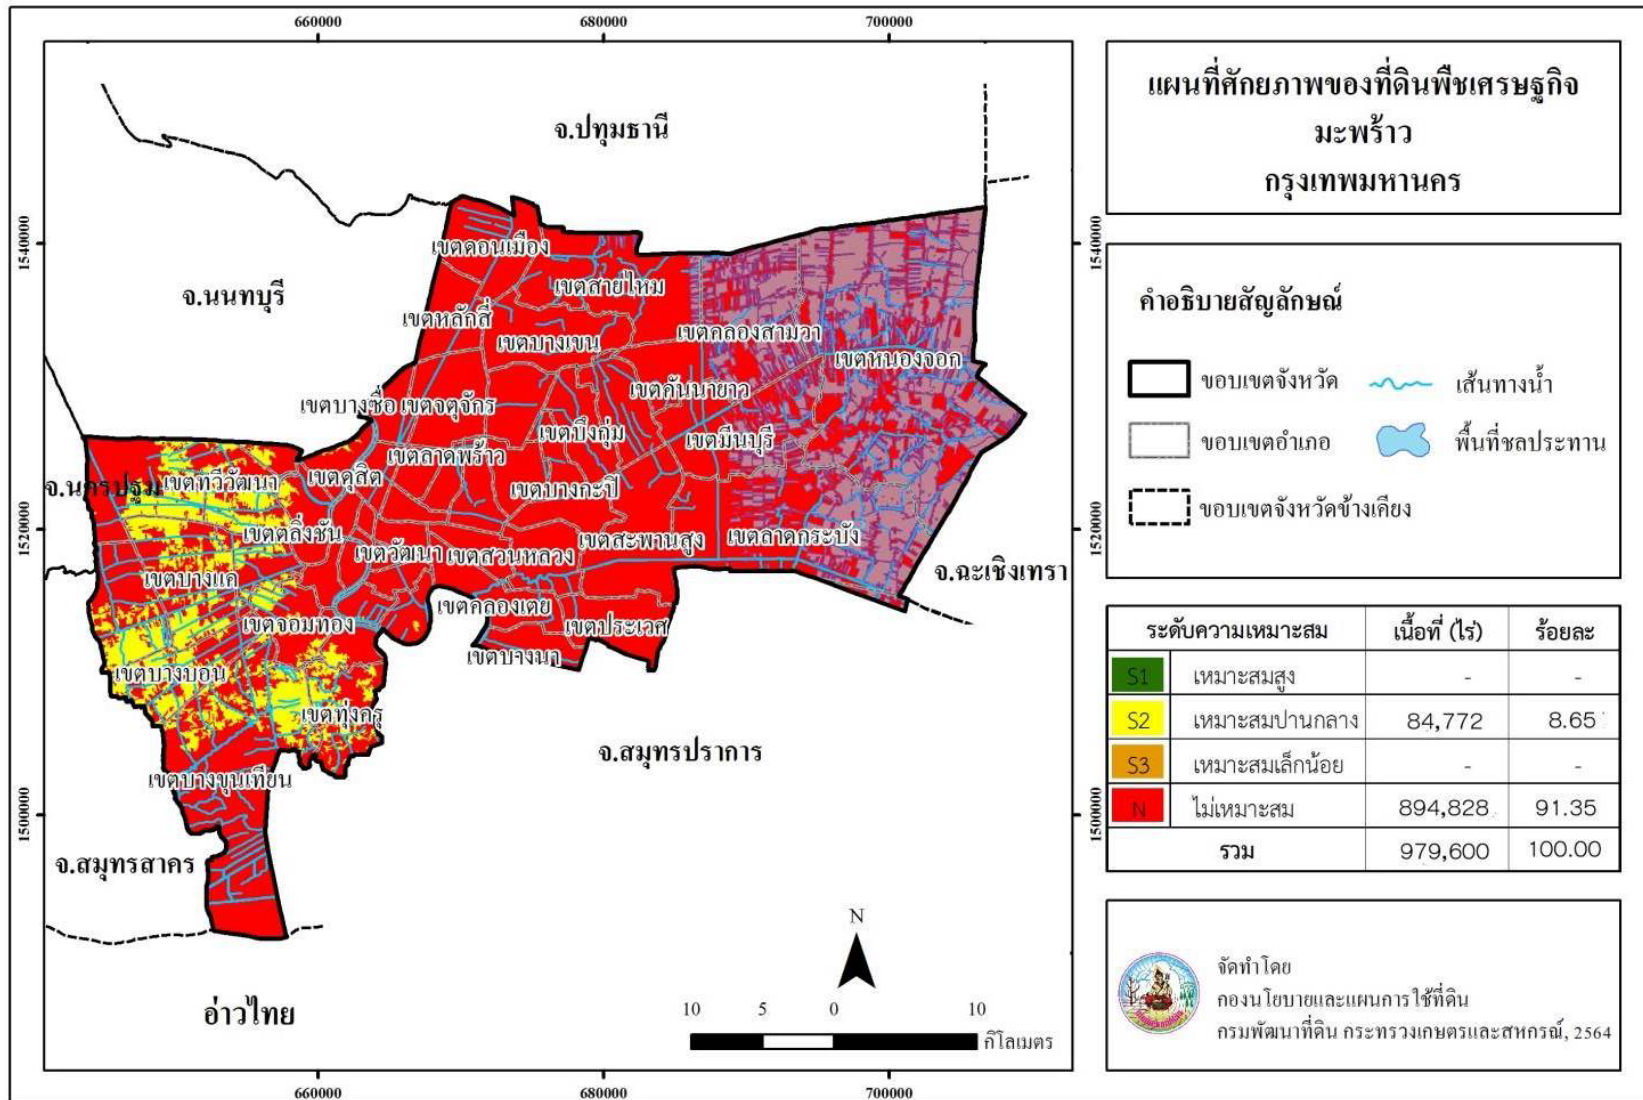 660000
680000
700000
1540000
1520000
1500000
1540000
1520000
1500000
660000
680000
700000
จ.ปทุมธานี
จ.นนทบุรี
เขตดอนเมือง
เขตสายไหม
เขตหลักสี่
เขตบางเขน
เขตคลองสามวา
เขตหนองจอก
เขตคันนายาว
เขตบางซื่อ
เขตจตุจักร
เขตบึงกุ่ม
เขตมีนบุรี
เขตลาดพร้าว
เขตดุสิต
จ.นครปฐม
เขตทวีวัฒนา
เขตบางกะปิ
เขตตลิ่งชัน
เขตสะพานสูง
เขตลาดกระบัง
เขตวัฒนา
เขตสวนหลวง
จ.ฉะเชิงเทรา
เขตบางแค
เขตคลองเตย
เขตจอมทอง
เขตประเวศ
เขตบางนา
เขตบางบอน
เขตทุ่งครุ
จ.สมุทรปราการ
เขตบางขุนเทียน
จ.สมุทรสาคร
อ่าวไทย
N
10 5 0 10
กิโลเมตร
แผนที่ศักยภาพของที่ดินพืชเศรษฐกิจ
มะพร้าว
กรุงเทพมหานคร
คำอธิบายสัญลักษณ์
ขอบเขตจังหวัด เส้นทางน้ำ
ขอบเขตอำเภอ พื้นที่ชลประทาน
ขอบเขตจังหวัดข้างเคียง
ระดับความเหมาะสม เนื้อที่ (ไร่) ร้อยละ
S1 เหมาะสมสูง - -
S2 เหมาะสมปานกลาง 84,772 8.65
S3 เหมาะสมเล็กน้อย - -
N ไม่เหมาะสม 894,828 91.35
รวม 979,600 100.00
จัดทำโดย
กองนโยบายและแผนการใช้ที่ดิน
กรมพัฒนาที่ดิน กระทรวงเกษตรและสหกรณ์, 2564